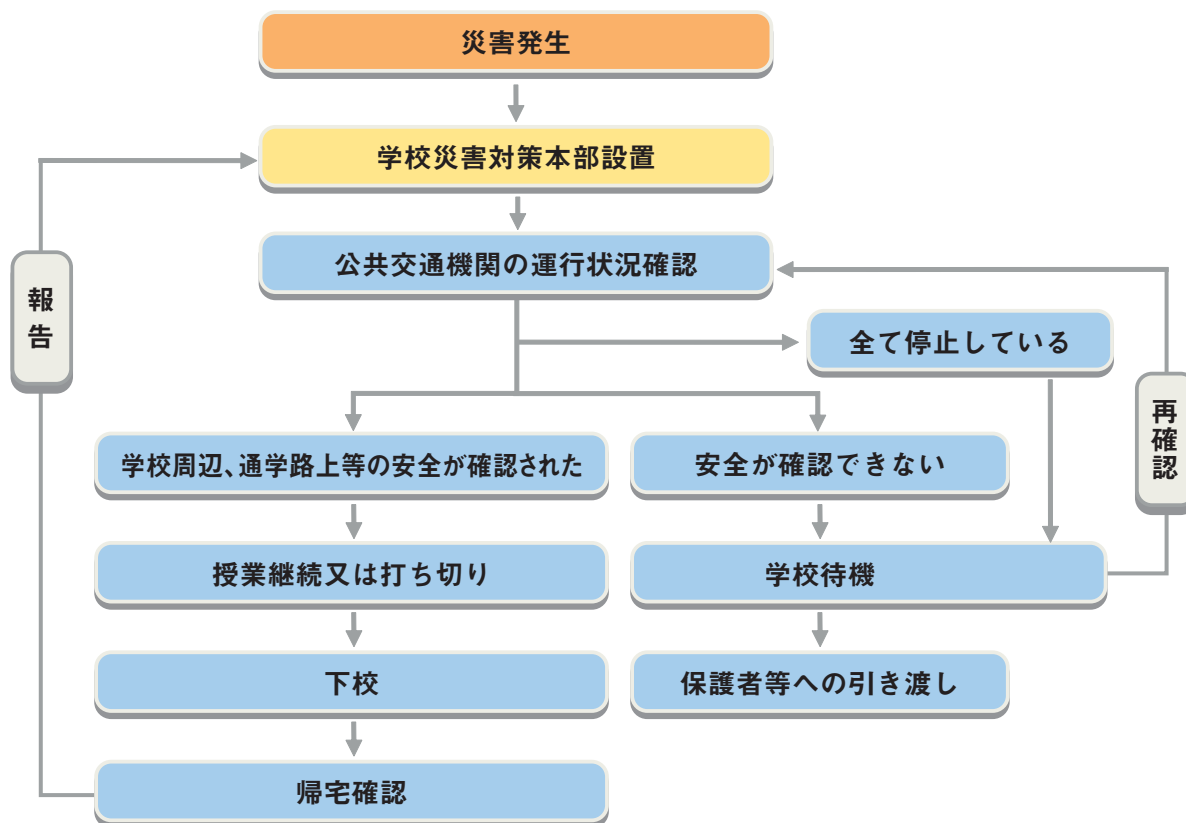 災害発生
学校災害対策本部設置
公共交通機関の運行状況確認
報告
全て停止している
再確認
学校周辺、通学路上等の安全が確認された
安全が確認できない
授業継続又は打ち切り
学校待機
下校
保護者等への引き渡し
帰宅確認